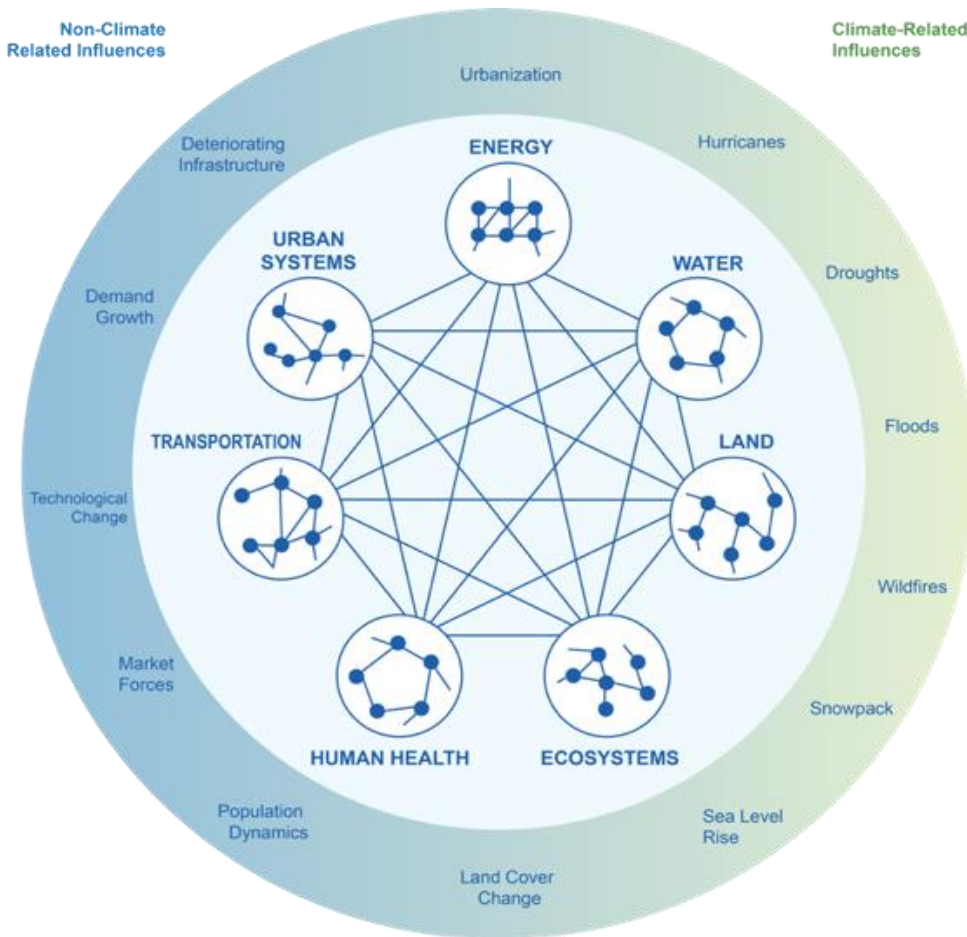 Non-Climate
Related Influences
Climate-Related
Influences
Urbanization
Deteriorating
Infrastructure
Hurricanes
ENERGY
URBAN
SYSTEMS
WATER
Droughts
Demand
Growth
Floods
TRANSPORTATION
LAND
Technological
Change
Wildfires
Market
Forces
Snowpack
HUMAN HEALTH
ECOSYSTEMS
Population
Dynamics
Sea Level
Rise
Land Cover
Change